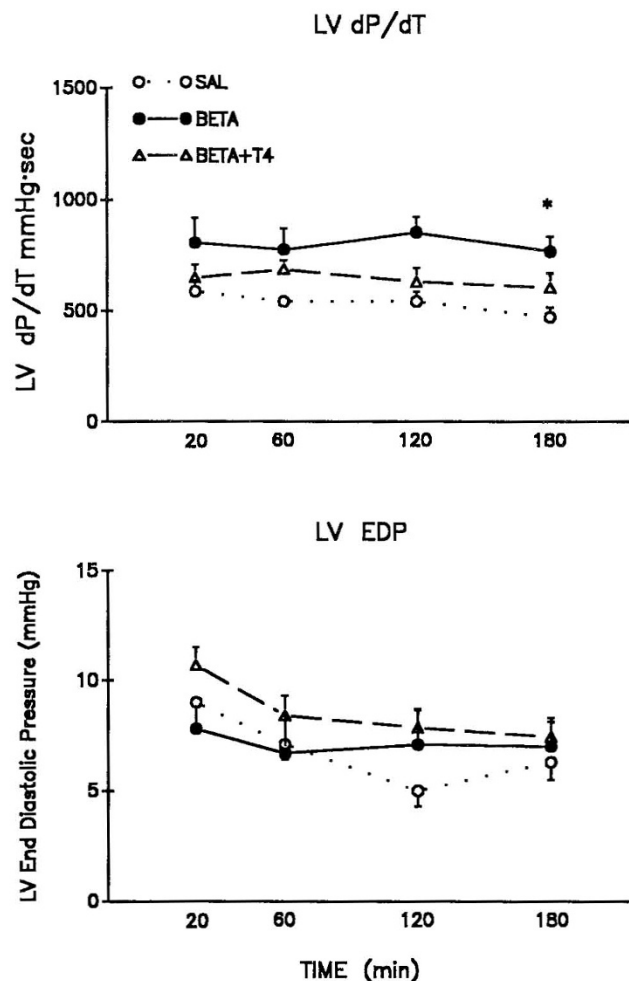 LV dP/dT
SAL
BETA
BETA+T4
1500
1000
500
0
LV dP/dT mmHg·sec
*
20 60 120 180
LV EDP
15
10
5
0
LV End Diastolic Pressure (mmHg)
20 60 120 180
TIME (min)